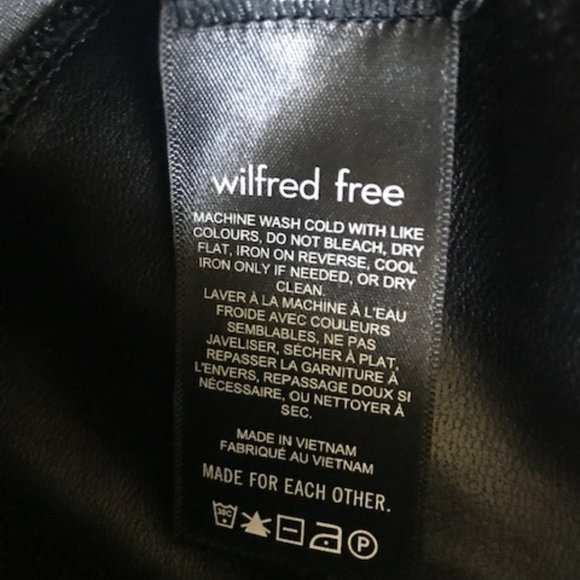 wilfred free
MACHINE WASH COLD WITH LIKE
COLOURS, DO NOT BLEACH, DRY
FLAT, IRON ON REVERSE, COOL
IRON ONLY IF NEEDED, OR DRY
CLEAN.
LAVER À LA MACHINE À L'EAU
FROIDE AVEC COULEURS
SEMBLABLES, NE PAS
JAVELISER, SÉCHER À PLAT,
REPASSER LA GARNITURE À
L'ENVERS, REPASSAGE DOUX SI
NÉCESSAIRE, OU NETTOYER À
SEC.
MADE IN VIETNAM
FABRIQUÉ AU VIETNAM
MADE FOR EACH OTHER.
30C P